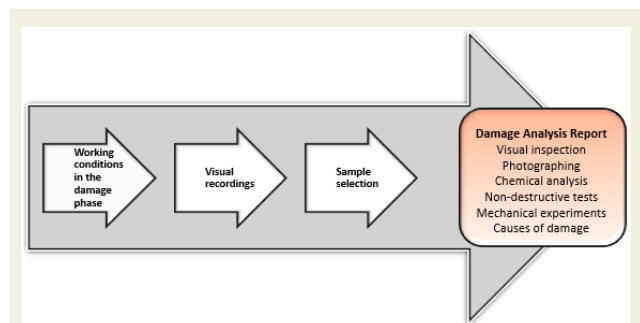 Working
conditions
in the
damage
phase
Visual
recordings
Sample
selection
Damage Analysis Report
Visual inspection
Photographing
Chemical analysis
Non-destructive tests
Mechanical experiments
Causes of damage